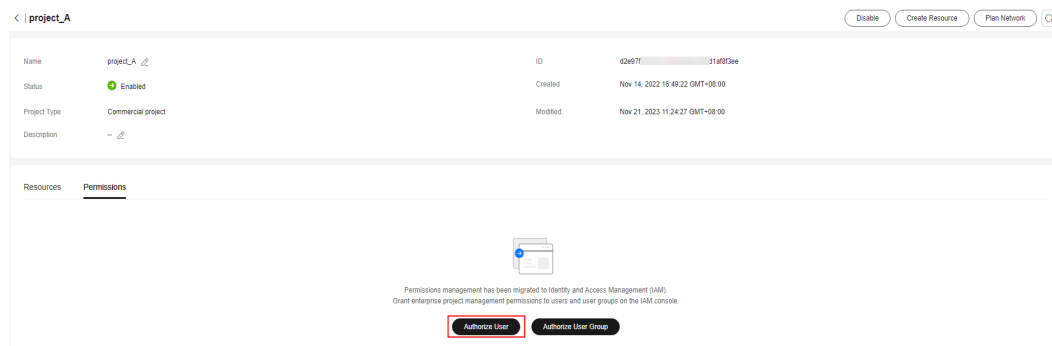 < | project_A Disable Create Resource Plan Network
Name project_A ID d2e97f d1af8f3ee
Status Enabled Created Nov 14, 2022 16:49:22 GMT+08:00
Project Type Commercial project Modified Nov 21, 2023 11:24:27 GMT+08:00
Description --
Resources Permissions
Permissions management has been migrated to Identity and Access Management (IAM).
Grant enterprise project management permissions to users and user groups on the IAM console.
Authorize User Authorize User Group